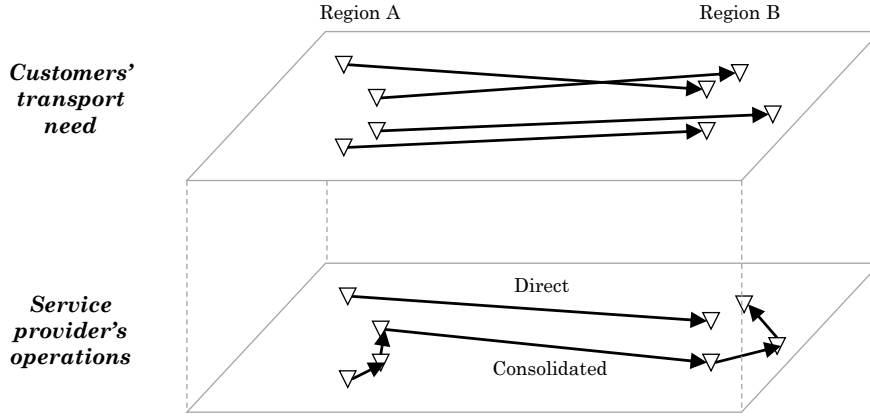 Region A
Region B
Customers'
transport
need
Direct
Service
provider's
operations
Consolidated